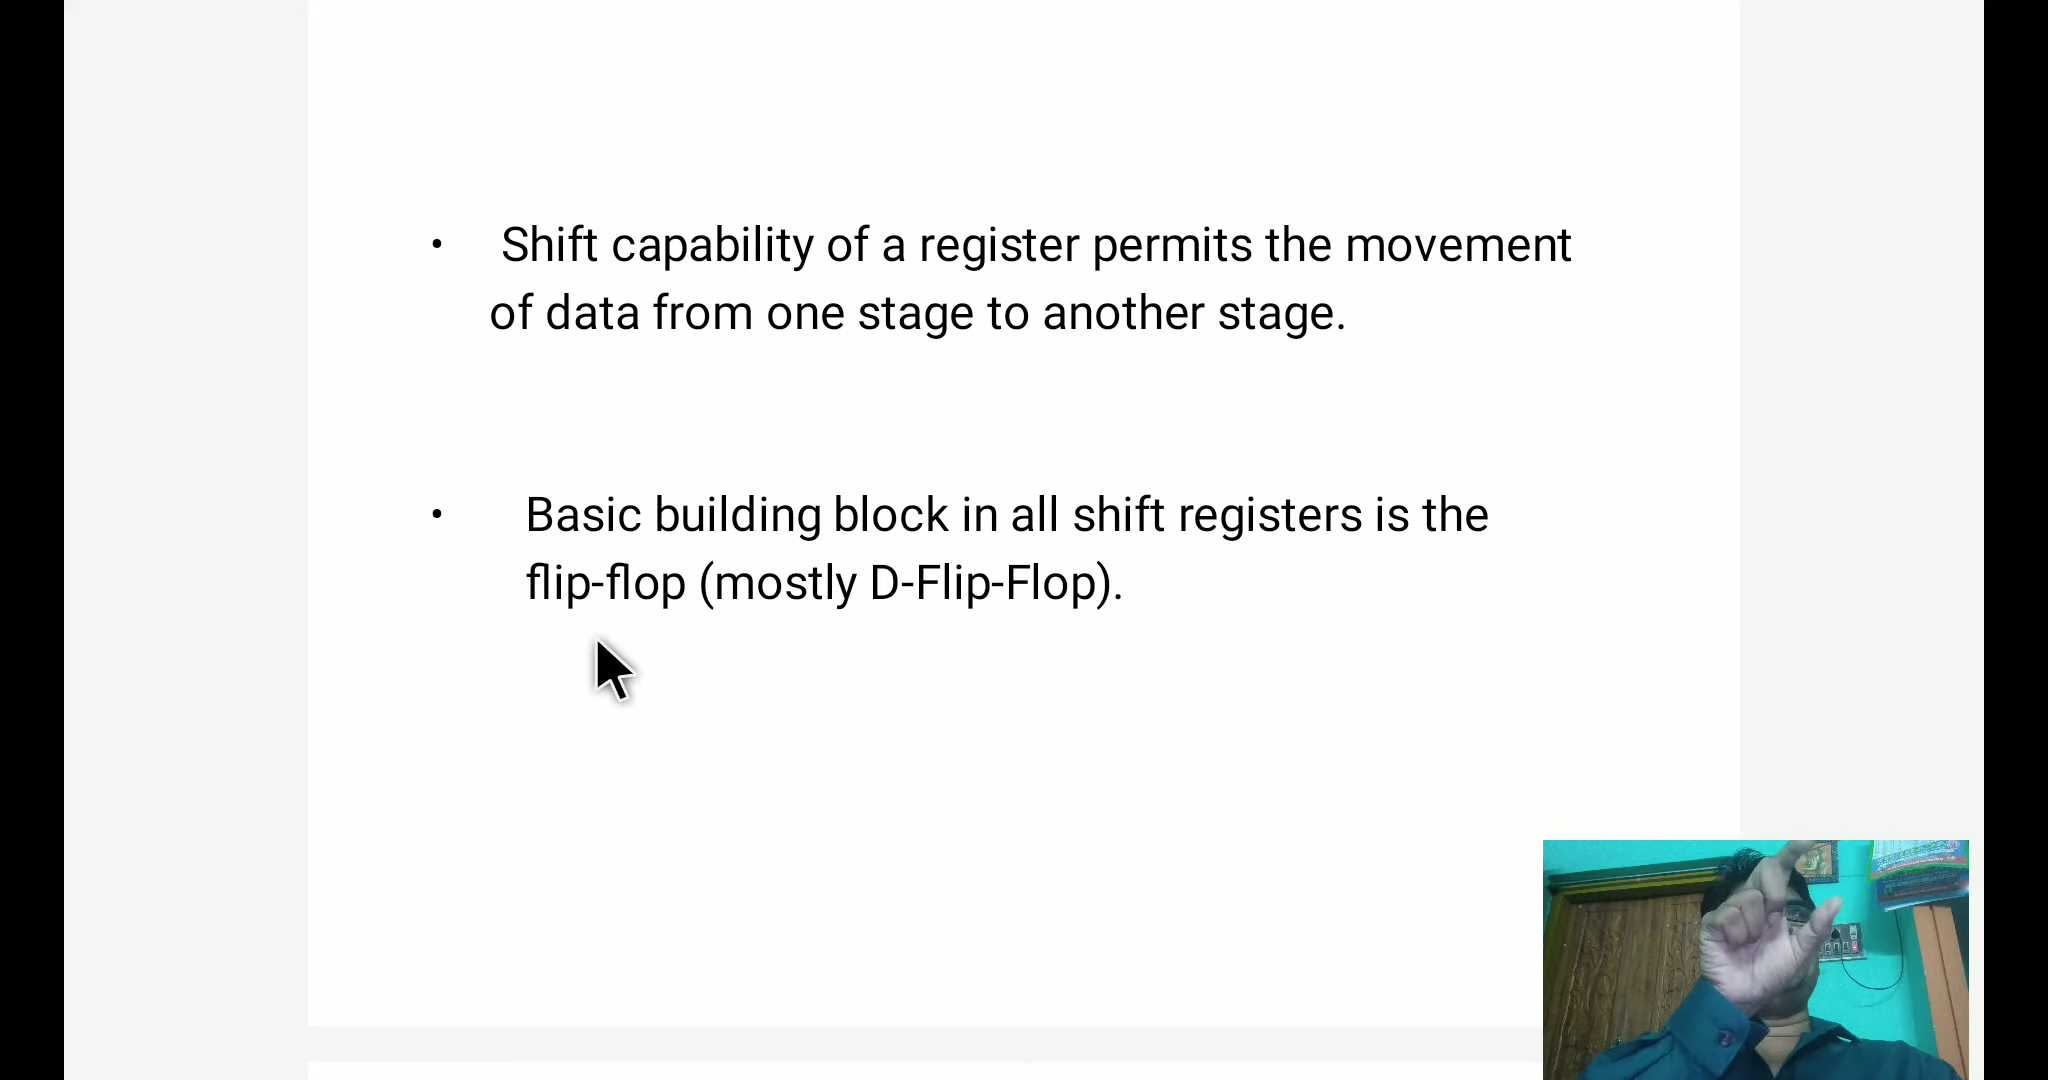 • Shift capability of a register permits the movement
of data from one stage to another stage.
• Basic building block in all shift registers is the
flip-flop (mostly D-Flip-Flop).